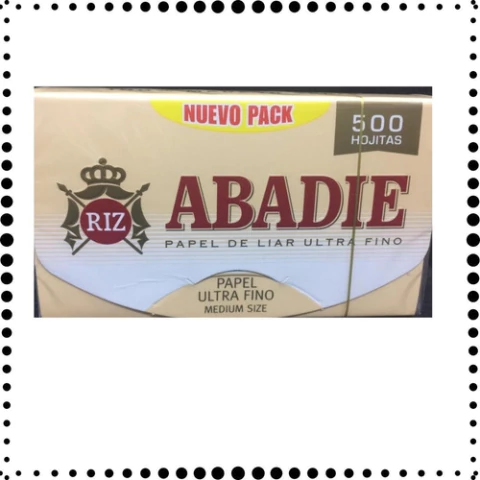 NUEVO PACK
500
HOJITAS
RIZ
ABADIE
PAPEL DE LIAR ULTRA FINO
PAPEL
ULTRA FINO
MEDIUM SIZE